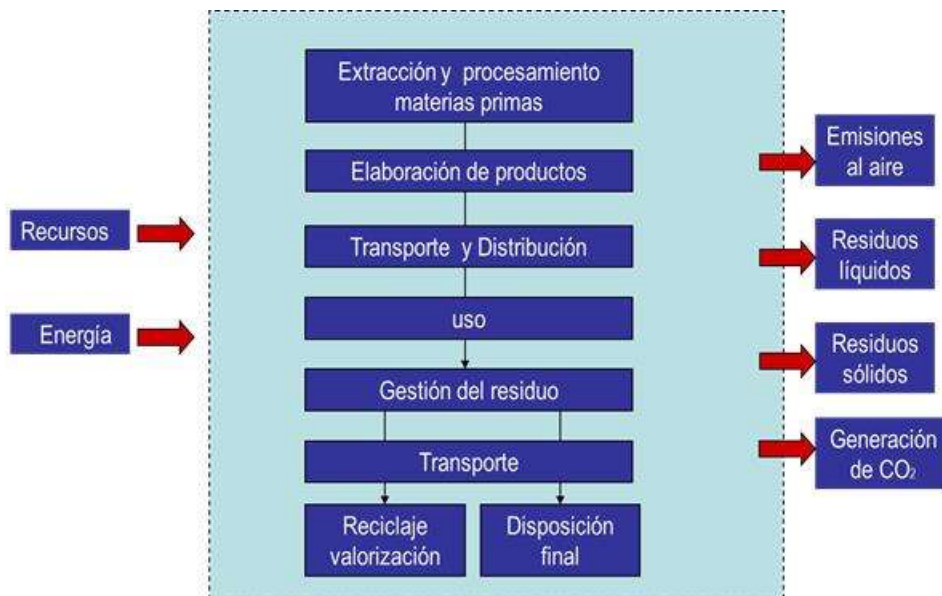 Recursos
Energía
Extracción y procesamiento
materias primas
Elaboración de productos
Transporte y Distribución
uso
Gestión del residuo
Transporte
Reciclaje
valorización
Disposición
final
Emisiones
al aire
Residuos
líquidos
Residuos
sólidos
Generación
de CO₂